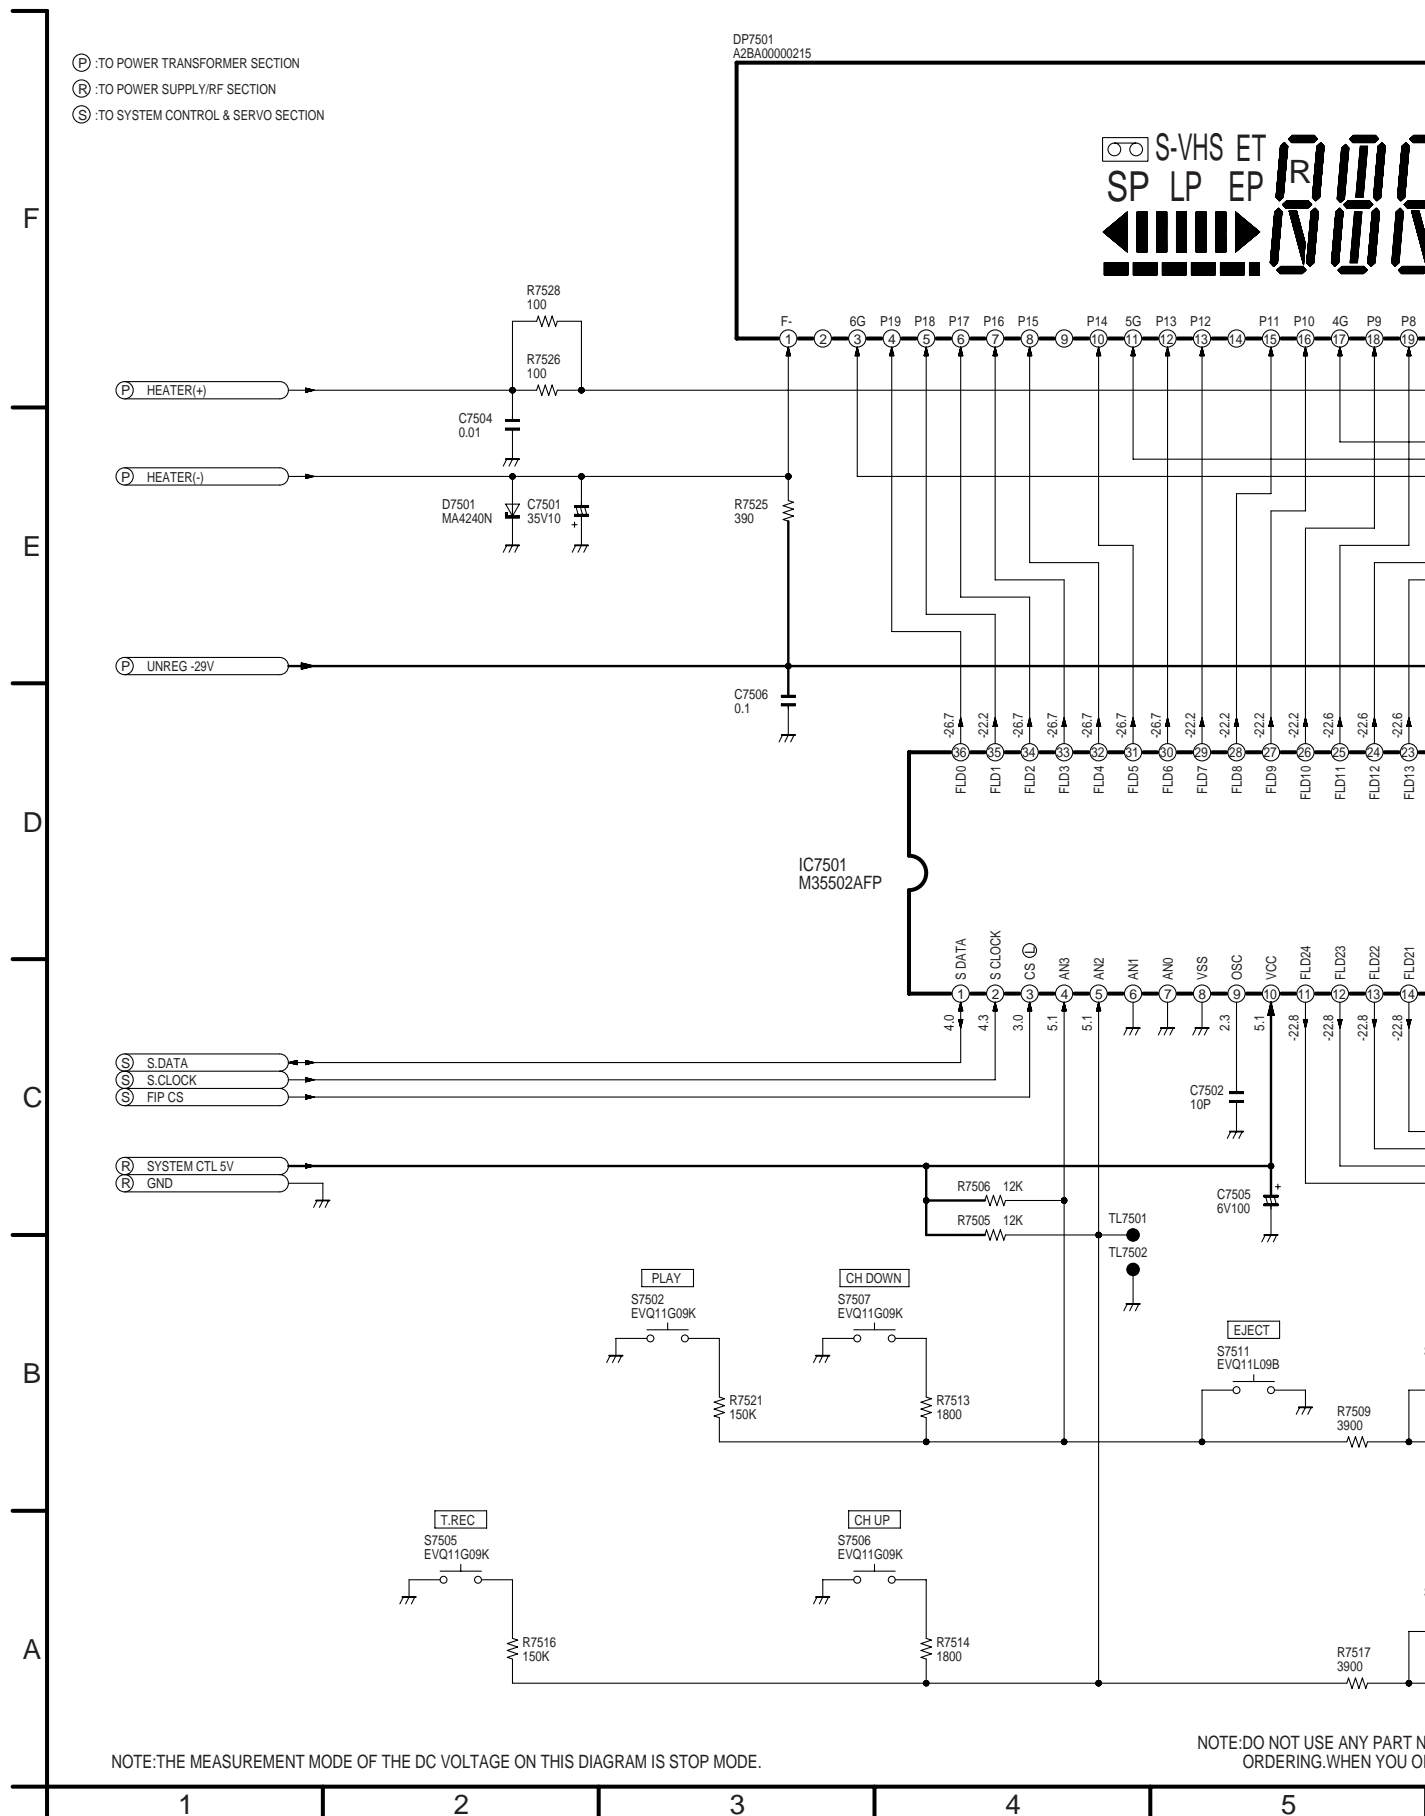 P :TO POWER TRANSFORMER SECTION
R :TO POWER SUPPLY/RF SECTION
S :TO SYSTEM CONTROL & SERVO SECTION
DP7501
A2BA00000215
S-VHS ET
R
SP LP EP
F
R7528
100
F- 6G P19 P18 P17 P16 P15 P14 5G P13 P12 P11 P10 4G P9 P8
1 2 3 4 5 6 7 8 9 10 11 12 13 14 15 16 17 18 19
R7526
100
P HEATER(+)
C7504
0.01
P HEATER(-)
D7501
MA4240N
C7501
35V10
+
R7525
390
E
P UNREG -29V
C7506
0.1
-26.7 -22.2 -26.7 -26.7 -26.7 -26.7 -26.7 -22.2 -22.2 -22.2 -22.2 -22.6 -22.6 -22.6
36 35 34 33 32 31 30 29 28 27 26 25 24 23
FLD0 FLD1 FLD2 FLD3 FLD4 FLD5 FLD6 FLD7 FLD8 FLD9 FLD10 FLD11 FLD12 FLD13
D
IC7501
M35502AFP
S DATA S CLOCK CS L AN3 AN2 AN1 AN0 VSS OSC VCC FLD24 FLD23 FLD22 FLD21
1 2 3 4 5 6 7 8 9 10 11 12 13 14
4.0 4.3 3.0 5.1 5.1 2.3 5.1 -22.8 -22.8 -22.8 -22.8
S S.DATA
S S.CLOCK
S FIP CS
C
C7502
10P
R SYSTEM CTL 5V
R GND
R7506 12K
R7505 12K
C7505
6V100
+
TL7501
TL7502
PLAY
S7502
EVQ11G09K
CH DOWN
S7507
EVQ11G09K
EJECT
S7511
EVQ11L09B
B
R7521
150K
R7513
1800
R7509
3900
T.REC
S7505
EVQ11G09K
CH UP
S7506
EVQ11G09K
A
R7516
150K
R7514
1800
R7517
3900
NOTE:THE MEASUREMENT MODE OF THE DC VOLTAGE ON THIS DIAGRAM IS STOP MODE.
NOTE:DO NOT USE ANY PART
ORDERING.WHEN YOU
1 2 3 4 5